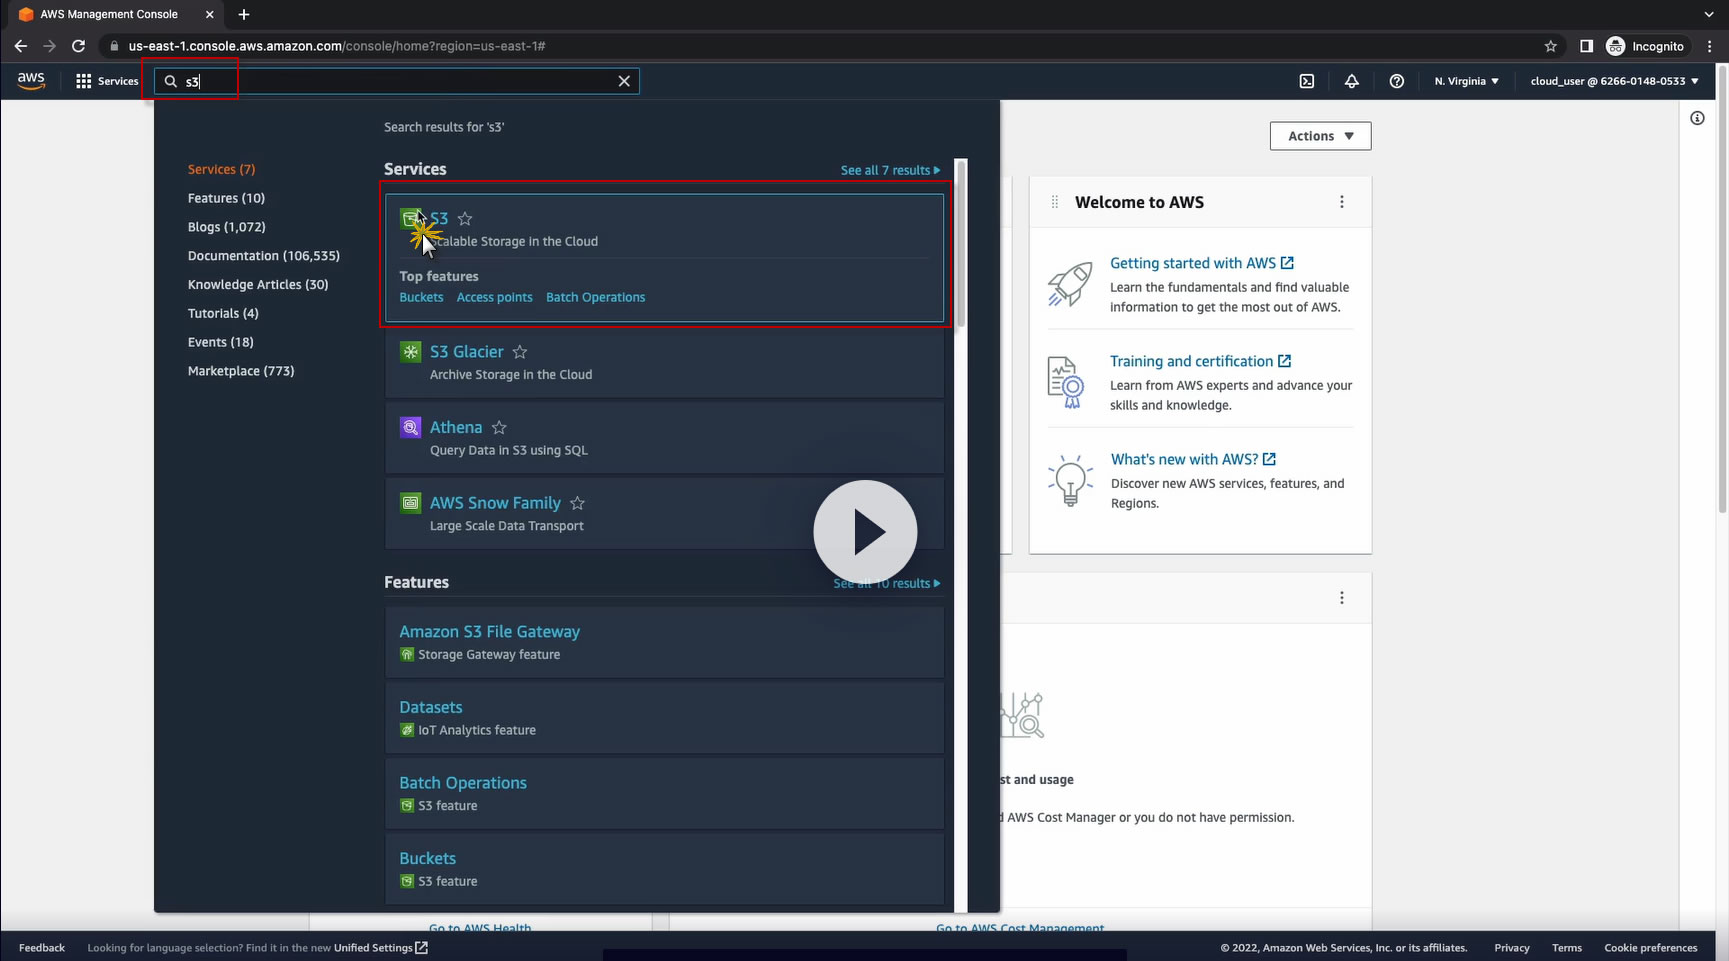 AWS Management Console
us-east-1.console.aws.amazon.com/console/home?region=us-east-1#
Incognito
aws
Services
s3
N. Virginia
cloud_user @ 6266-0148-0533
Search results for 's3'
Services (7)
Features (10)
Blogs (1,072)
Documentation (106,535)
Knowledge Articles (30)
Tutorials (4)
Events (18)
Marketplace (773)
Services
See all 7 results
S3
Scalable Storage in the Cloud
Top features
Buckets Access points Batch Operations
S3 Glacier
Archive Storage in the Cloud
Athena
Query Data in S3 using SQL
AWS Snow Family
Large Scale Data Transport
Features
See all 10 results
Amazon S3 File Gateway
Storage Gateway feature
Datasets
IoT Analytics feature
Batch Operations
S3 feature
Buckets
S3 feature
Actions
Welcome to AWS
Getting started with AWS
Learn the fundamentals and find valuable
information to get the most out of AWS.
Training and certification
Learn from AWS experts and advance your
skills and knowledge.
What's new with AWS?
Discover new AWS services, features, and
Regions.
st and usage
AWS Cost Manager or you do not have permission.
Go to AWS Health
Go to AWS Cost Management
Feedback
Looking for language selection? Find it in the new Unified Settings
© 2022, Amazon Web Services, Inc. or its affiliates.
Privacy
Terms
Cookie preferences